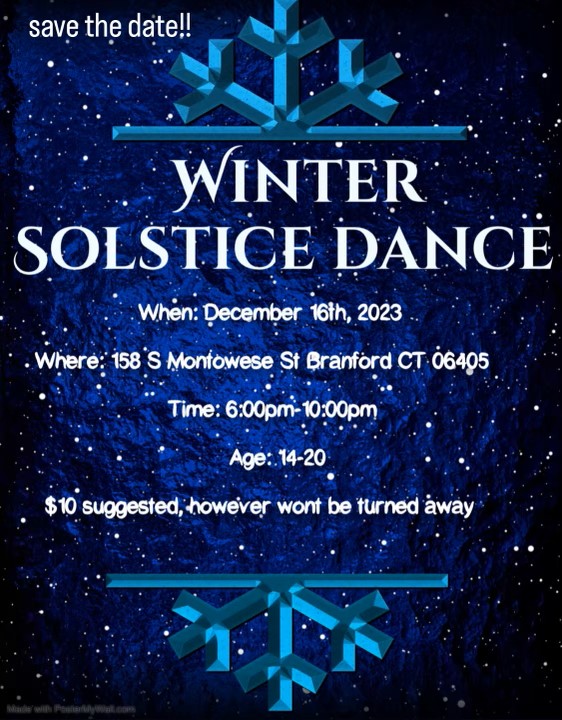 save the date!!
Winter
Solstice Dance
When: December 16th, 2023
Where: 158 S Montowese St Branford CT 06405
Time: 6:00pm-10:00pm
Age: 14-20
$10 suggested, however wont be turned away
Made with PosterMyWall.com